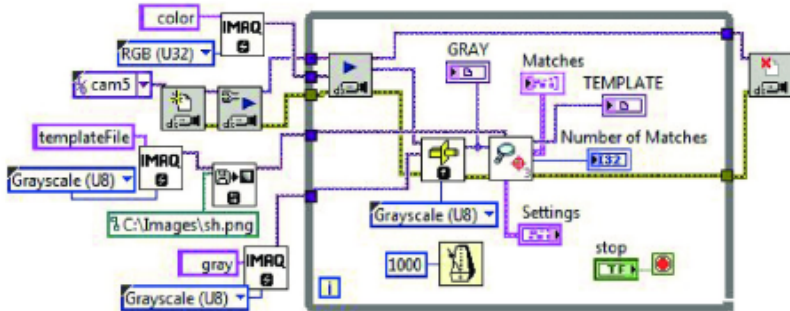 color
IMAQ
RGB (U32)
cam5
GRAY
Matches
TEMPLATE
templateFile
IMAQ
Number of Matches
I32
Grayscale (U8)
C:\Images\sh.png
Grayscale (U8)
Settings
IMAQ
gray
1000
stop
TF
Grayscale (U8)
i